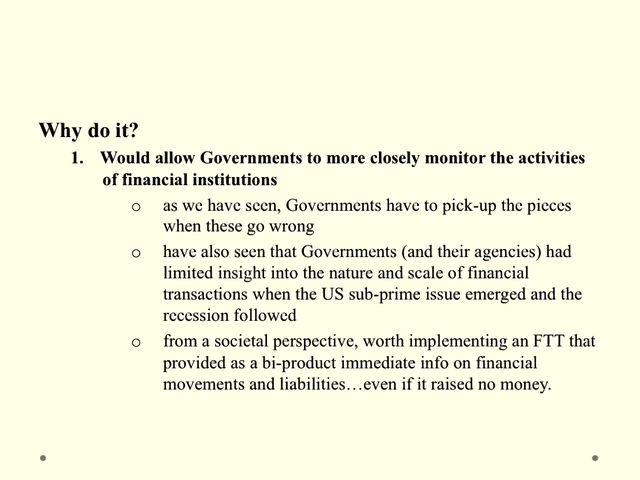 Why do it?
1. Would allow Governments to more closely monitor the activities
of financial institutions
o as we have seen, Governments have to pick-up the pieces
when these go wrong
o have also seen that Governments (and their agencies) had
limited insight into the nature and scale of financial
transactions when the US sub-prime issue emerged and the
recession followed
o from a societal perspective, worth implementing an FTT that
provided as a bi-product immediate info on financial
movements and liabilities…even if it raised no money.